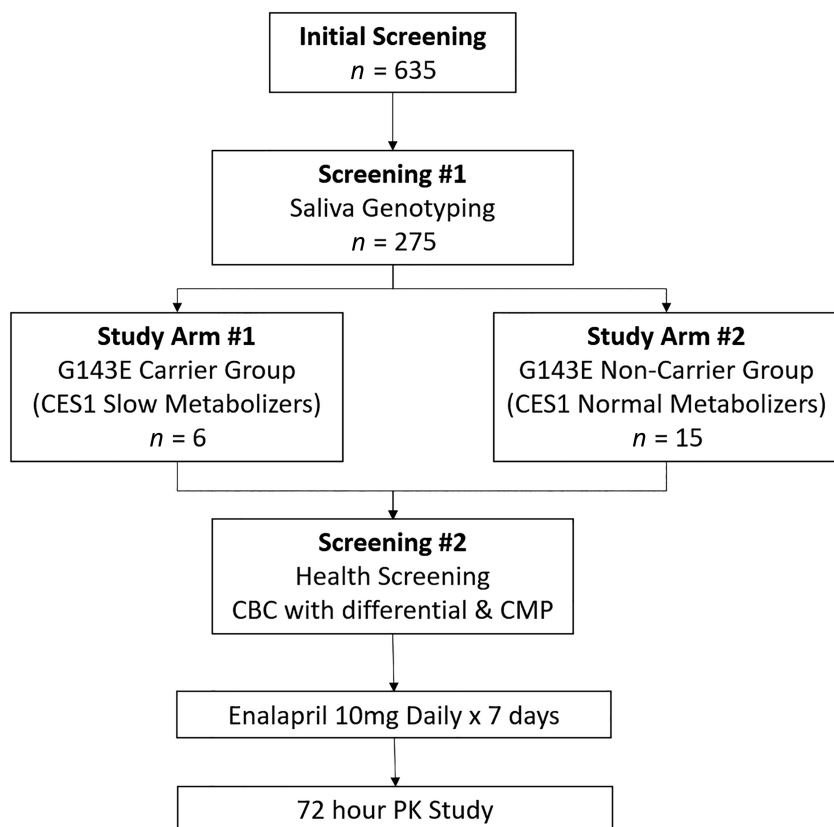 Initial Screening
n = 635
Screening #1
Saliva Genotyping
n = 275
Study Arm #1
G143E Carrier Group
(CES1 Slow Metabolizers)
n = 6
Study Arm #2
G143E Non-Carrier Group
(CES1 Normal Metabolizers)
n = 15
Screening #2
Health Screening
CBC with differential & CMP
Enalapril 10mg Daily x 7 days
72 hour PK Study